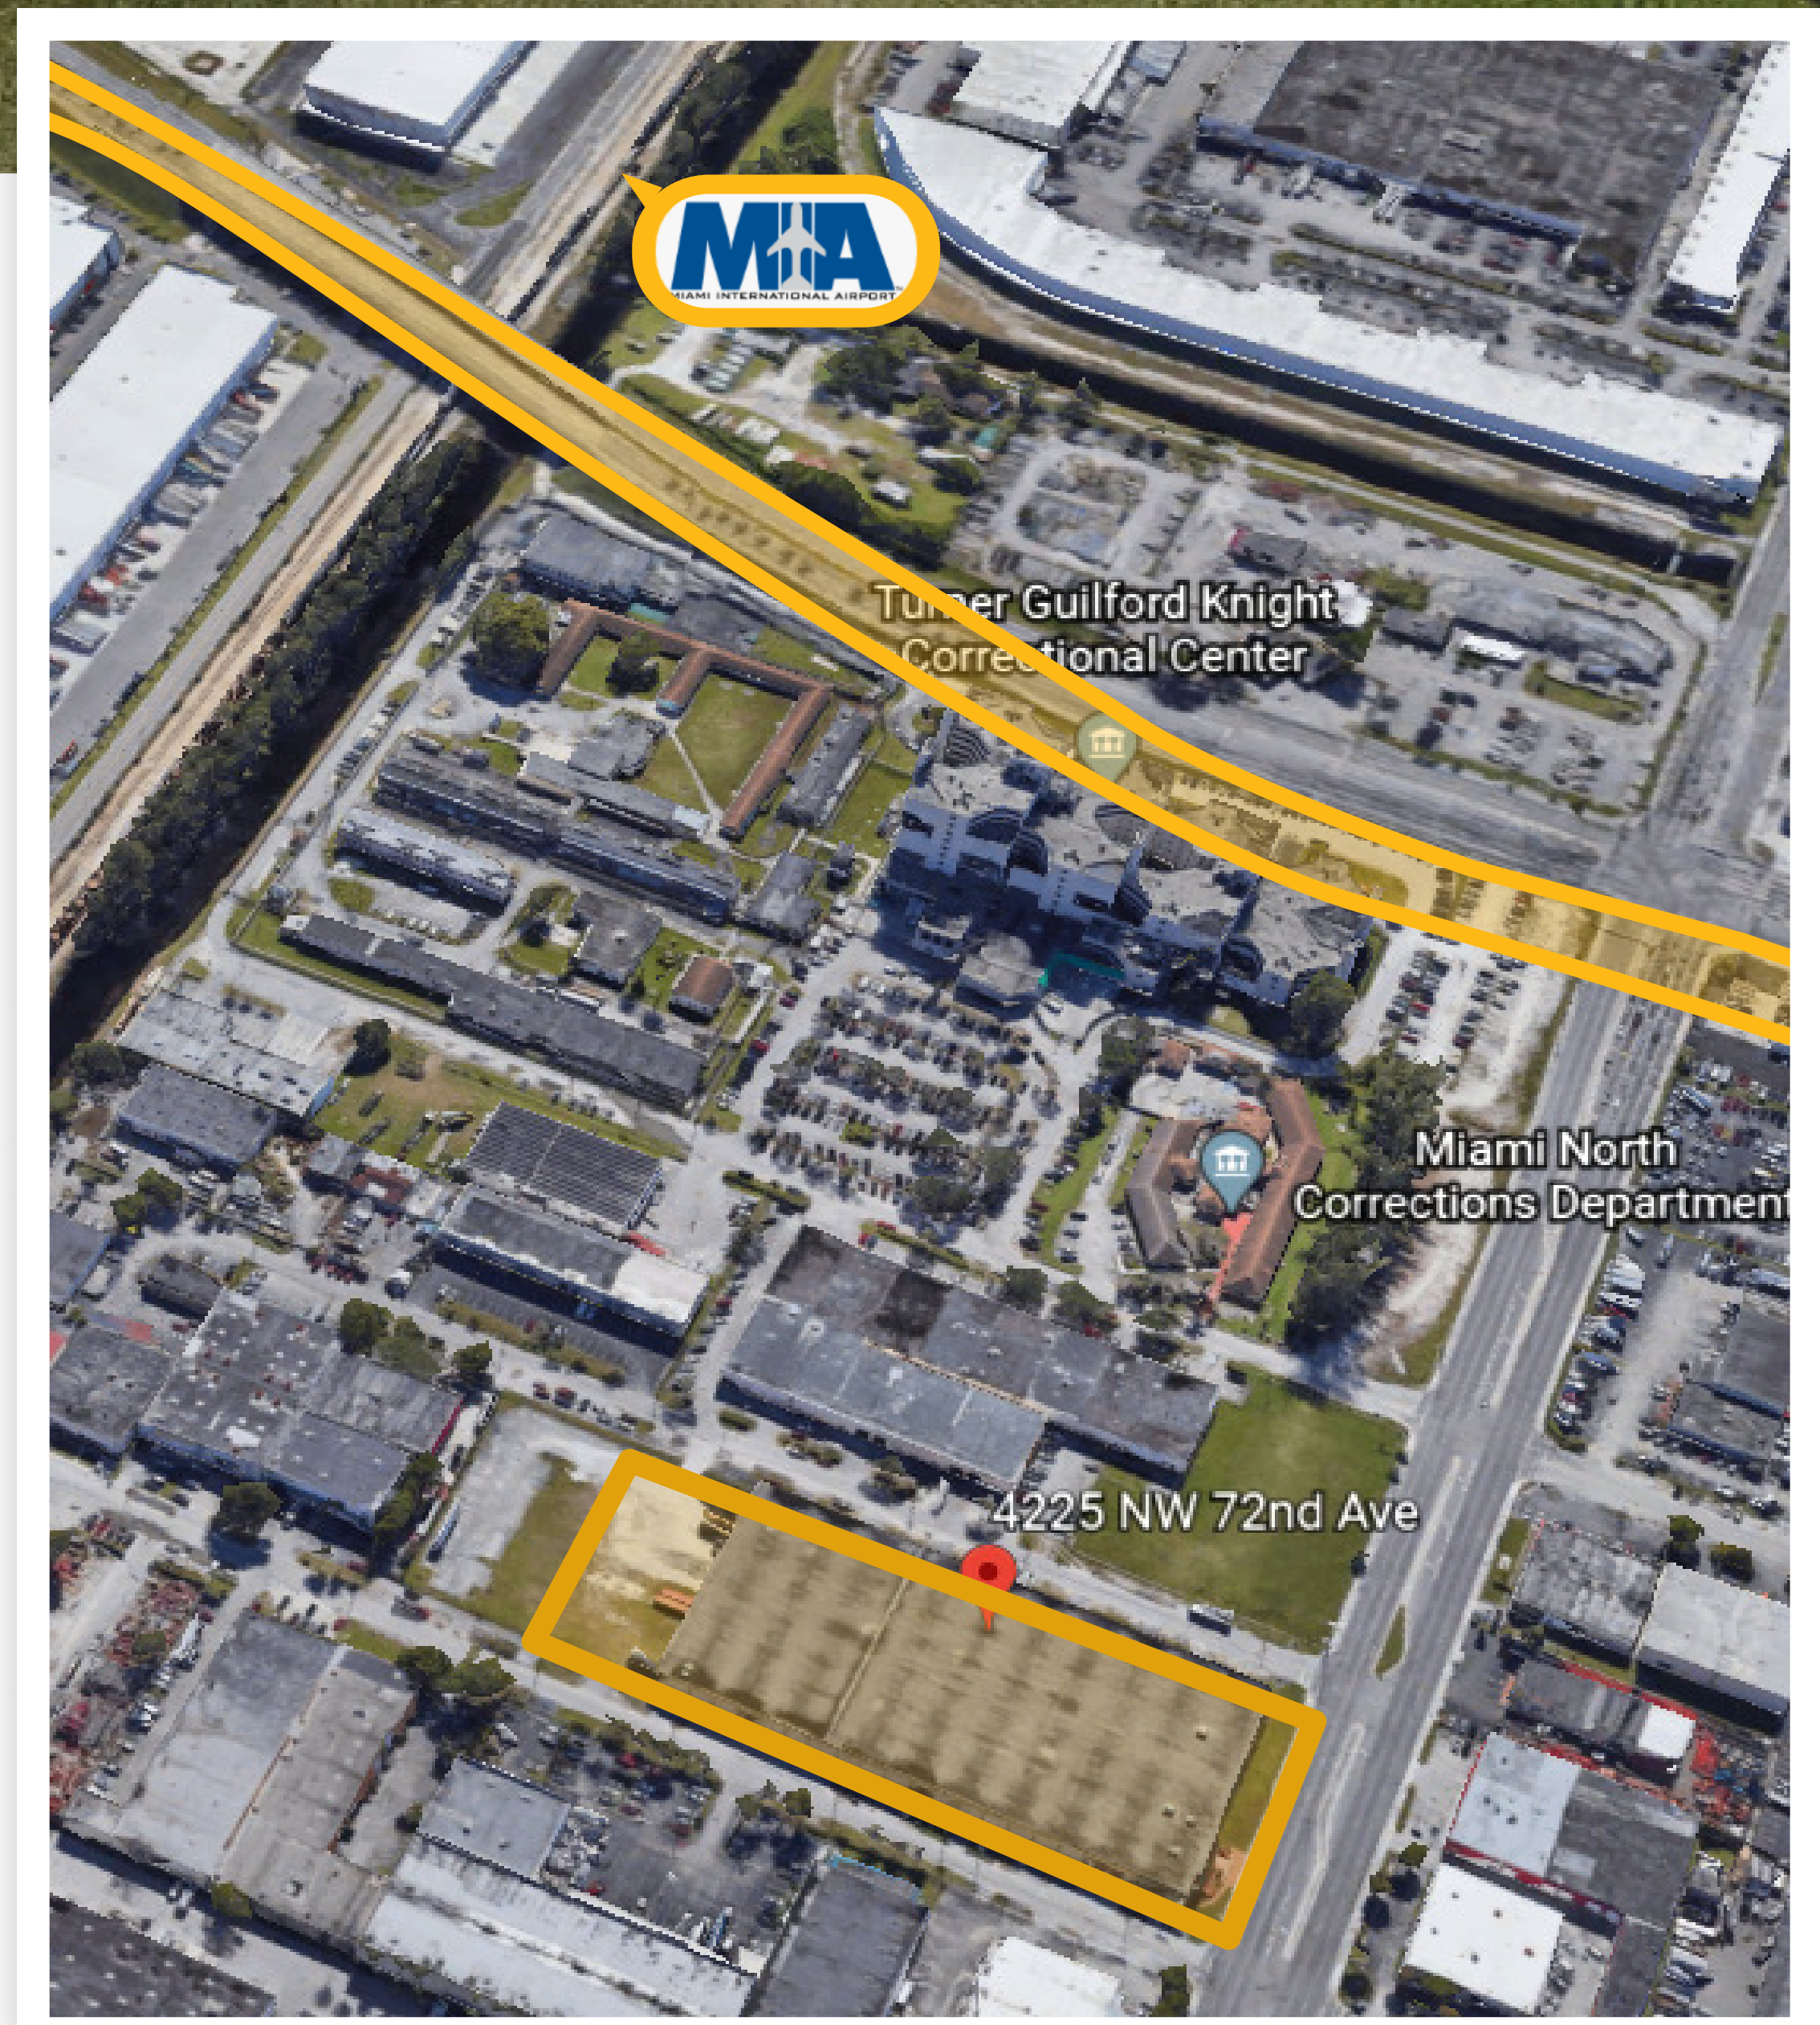 MIA
MIAMI INTERNATIONAL AIRPORT
Turner Guilford Knight
Correctional Center
Miami North
Corrections Department
4225 NW 72nd Ave